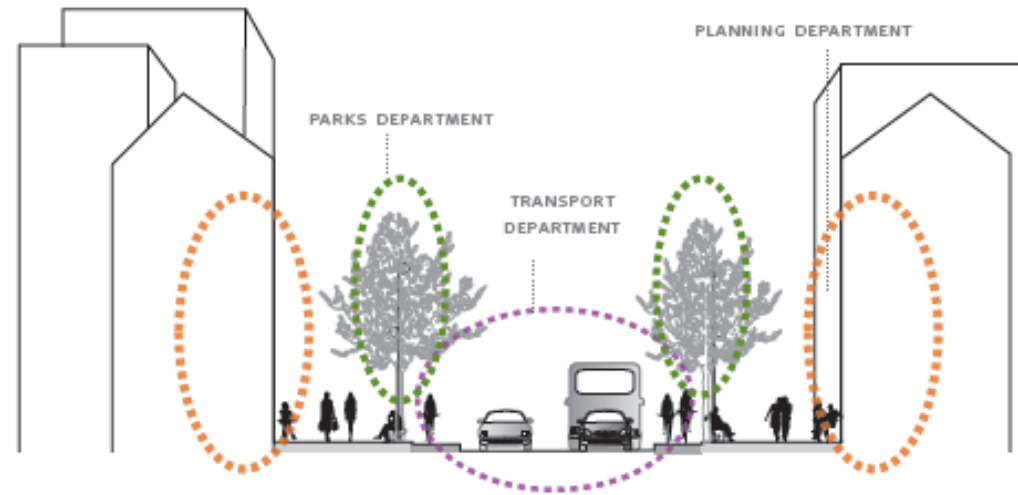 PLANNING DEPARTMENT
PARKS DEPARTMENT
TRANSPORT
DEPARTMENT